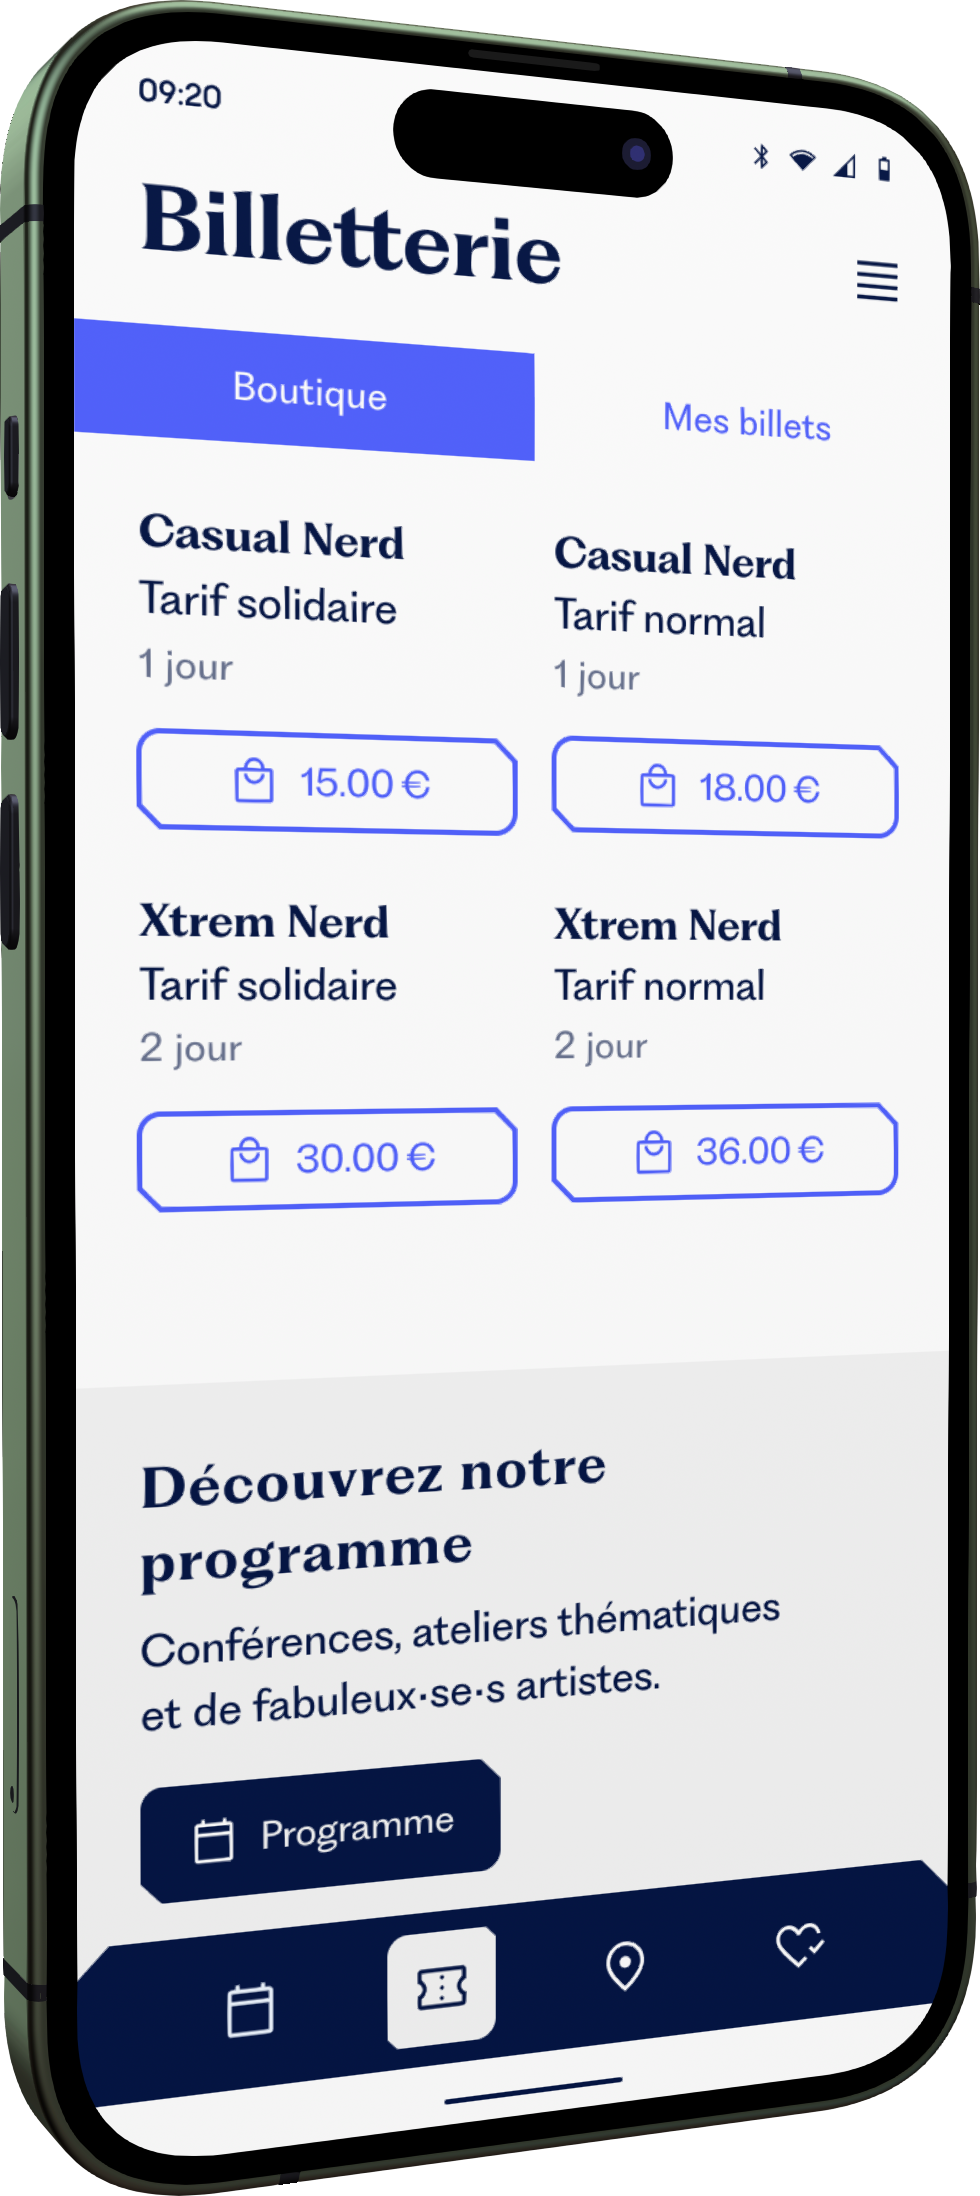 09:20
Billetterie
Boutique
Mes billets
Casual Nerd
Tarif solidaire
1 jour
15.00 €
Casual Nerd
Tarif normal
1 jour
18.00 €
Xtrem Nerd
Tarif solidaire
2 jour
30.00 €
Xtrem Nerd
Tarif normal
2 jour
36.00 €
Découvrez notre
programme
Conférences, ateliers thématiques
et de fabuleux·se·s artistes.
Programme